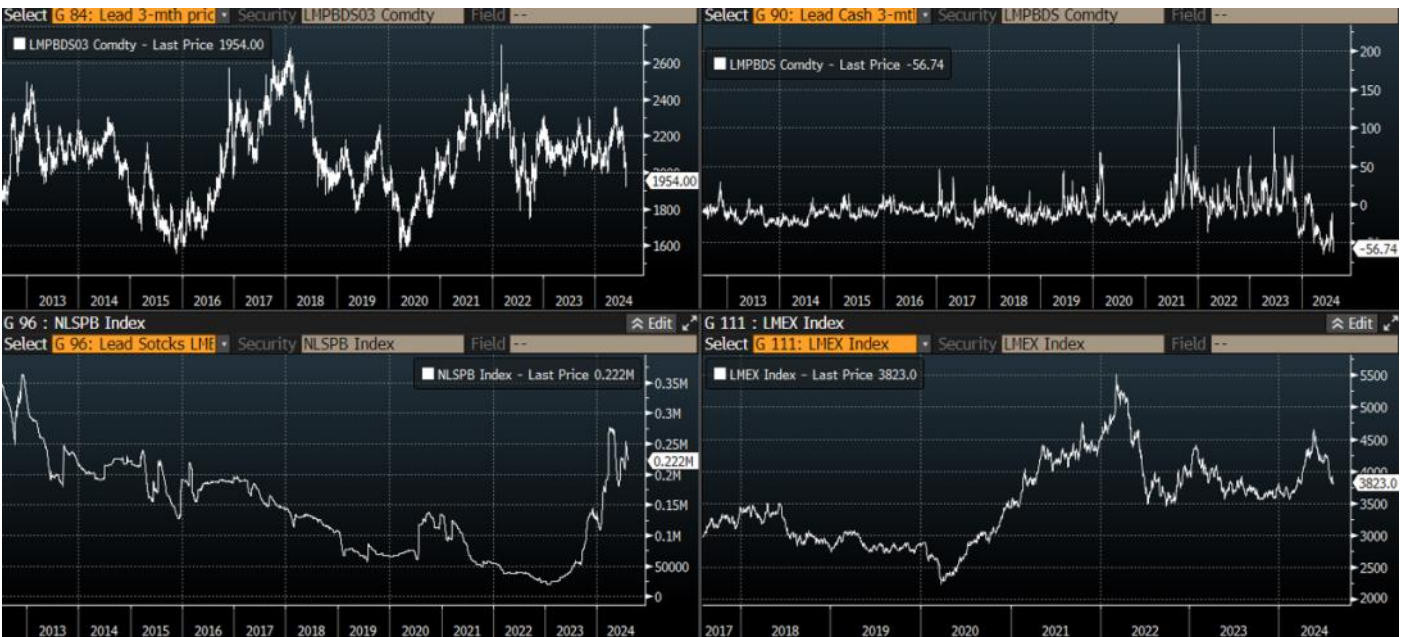 Select G 84: Lead 3-mth pric Security LMPBDS03 Comdty Field --
LMPBDS03 Comdty - Last Price 1954.00
2600
2400
2200
2000
1954.00
1800
1600
2013 2014 2015 2016 2017 2018 2019 2020 2021 2022 2023 2024
Select G 90: Lead Cash 3-mtl Security LMPBDS Comdty Field --
LMPBDS Comdty - Last Price -56.74
200
150
100
50
0
-56.74
2013 2014 2015 2016 2017 2018 2019 2020 2021 2022 2023 2024
G 96 : NLSPB Index Edit
Select G 96: Lead Sotcks LME Security NLSPB Index Field --
NLSPB Index - Last Price 0.222M
0.35M
0.3M
0.25M
0.222M
0.2M
0.15M
0.1M
50000
0
2013 2014 2015 2016 2017 2018 2019 2020 2021 2022 2023 2024
G 111 : LMEX Index Edit
Select G 111: LMEX Index Security LMEX Index Field --
LMEX Index - Last Price 3823.0
5500
5000
4500
4000
3823.0
3500
3000
2500
2000
2017 2018 2019 2020 2021 2022 2023 2024